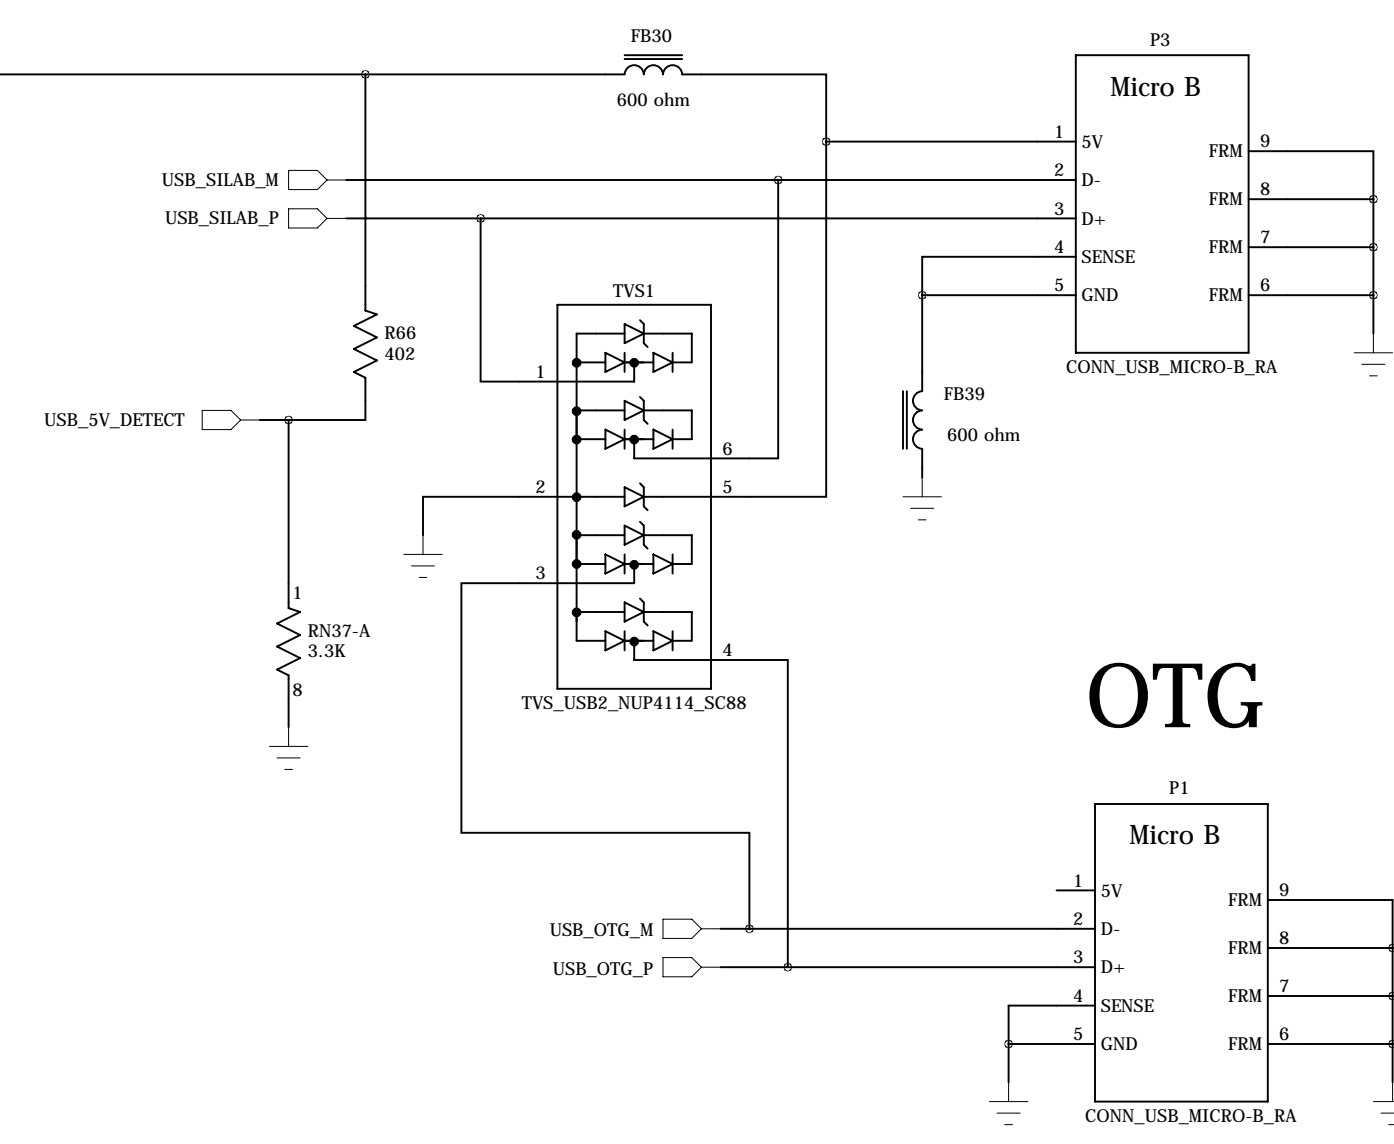 FB30
600 ohm
P3
Micro B
1 5V
2 D-
3 D+
4 SENSE
5 GND
FRM 9
FRM 8
FRM 7
FRM 6
CONN_USB_MICRO-B_RA
USB_SILAB_M
USB_SILAB_P
TVS1
1
6
2
5
3
4
TVS_USB2_NUP4114_SC88
R66
402
USB_5V_DETECT
1
RN37-A
3.3K
8
FB39
600 ohm
OTG
P1
Micro B
1 5V
2 D-
3 D+
4 SENSE
5 GND
FRM 9
FRM 8
FRM 7
FRM 6
CONN_USB_MICRO-B_RA
USB_OTG_M
USB_OTG_P